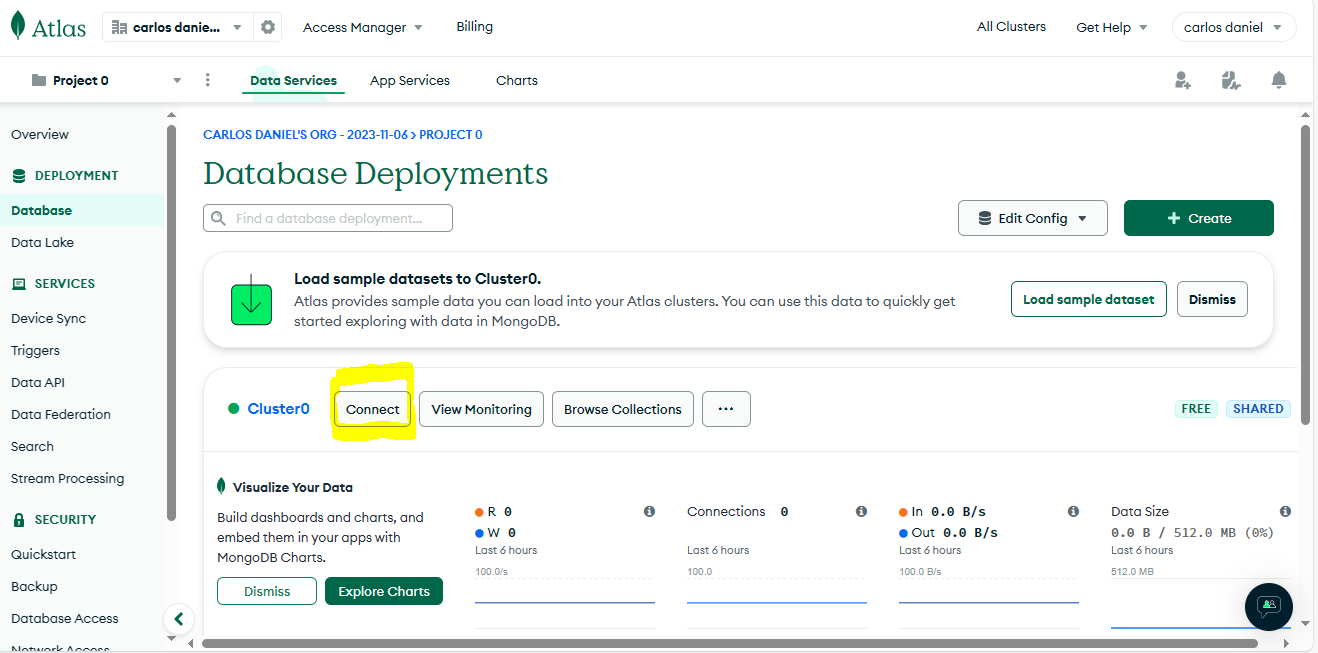 Atlas
carlos danie...
Access Manager
Billing
All Clusters
Get Help
carlos daniel
Project 0
Data Services
App Services
Charts
Overview
DEPLOYMENT
Database
Data Lake
SERVICES
Device Sync
Triggers
Data API
Data Federation
Search
Stream Processing
SECURITY
Quickstart
Backup
Database Access
Network Access
CARLOS DANIEL'S ORG - 2023-11-06 > PROJECT 0
Database Deployments
Find a database deployment...
Edit Config
+ Create
Load sample datasets to Cluster0.
Atlas provides sample data you can load into your Atlas clusters. You can use this data to quickly get
started exploring with data in MongoDB.
Load sample dataset
Dismiss
Cluster0
Connect
View Monitoring
Browse Collections
...
FREE
SHARED
Visualize Your Data
Build dashboards and charts, and
embed them in your apps with
MongoDB Charts.
Dismiss
Explore Charts
R 0
W 0
Last 6 hours
100.0/s
Connections 0
Last 6 hours
100.0
In 0.0 B/s
Out 0.0 B/s
Last 6 hours
100.0 B/s
Data Size
0.0 B / 512.0 MB (0%)
Last 6 hours
512.0 MB